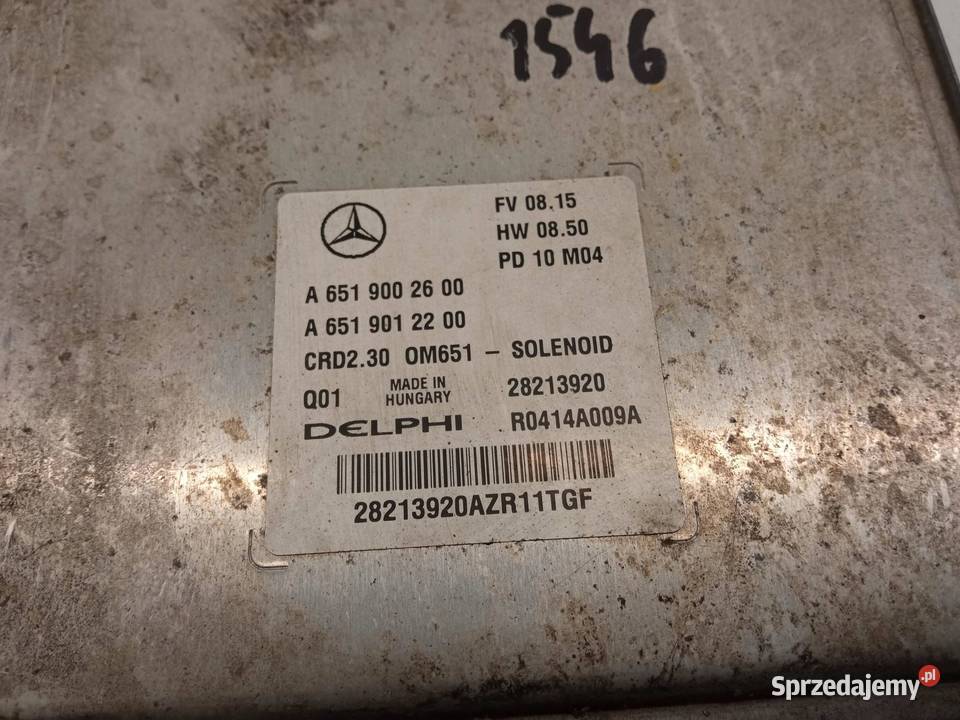 1546
FV 08.15
HW 08.50
PD 10 M04
A 651 900 26 00
A 651 901 22 00
CRD2.30 OM651 – SOLENOID
Q01 MADE IN HUNGARY 28213920
DELPHI R0414A009A
28213920AZR11TGF
Sprzedajemy.pl